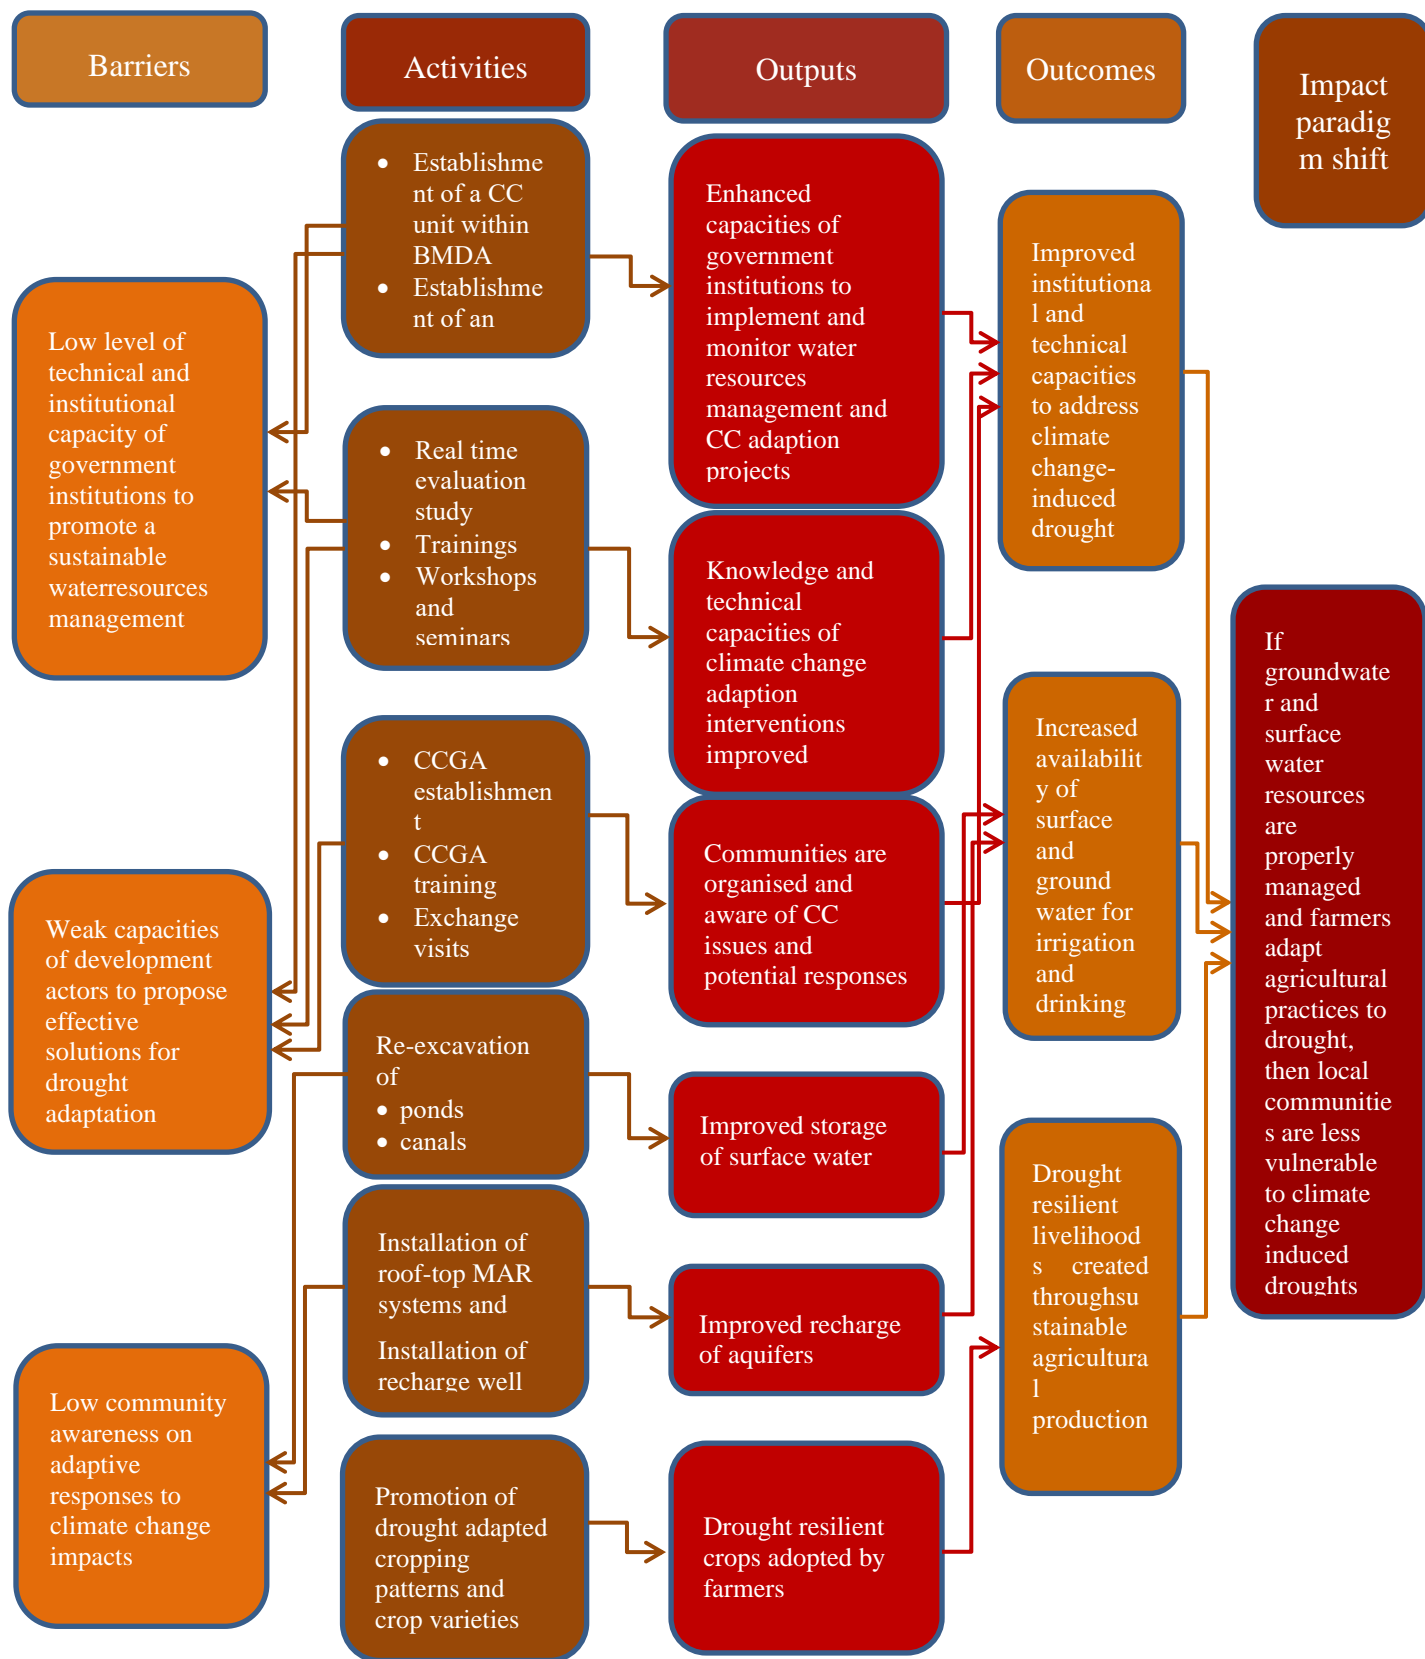 Barriers
Activities
Outputs
Outcomes
Impact
paradig
m shift
Low level of
technical and
institutional
capacity of
government
institutions to
promote a
sustainable
waterresources
management
Weak capacities
of development
actors to propose
effective
solutions for
drought
adaptation
Low community
awareness on
adaptive
responses to
climate change
impacts
• Establishme
nt of a CC
unit within
BMDA
• Establishme
nt of an
• Real time
evaluation
study
• Trainings
• Workshops
and
seminars
• CCGA
establishmen
t
• CCGA
training
• Exchange
visits
Re-excavation
of
• ponds
• canals
Installation of
roof-top MAR
systems and
Installation of
recharge well
Promotion of
drought adapted
cropping
patterns and
crop varieties
Enhanced
capacities of
government
institutions to
implement and
monitor water
resources
management and
CC adaption
projects
Knowledge and
technical
capacities of
climate change
adaption
interventions
improved
Communities are
organised and
aware of CC
issues and
potential responses
Improved storage
of surface water
Improved recharge
of aquifers
Drought resilient
crops adopted by
farmers
Improved
institutiona
l and
technical
capacities
to address
climate
change-
induced
drought
Increased
availabilit
y of
surface
and
ground
water for
irrigation
and
drinking
Drought
resilient
livelihood
s created
throughsu
stainable
agricultura
l
production
If
groundwate
r and
surface
water
resources
are
properly
managed
and farmers
adapt
agricultural
practices to
drought,
then local
communitie
s are less
vulnerable
to climate
change
induced
droughts